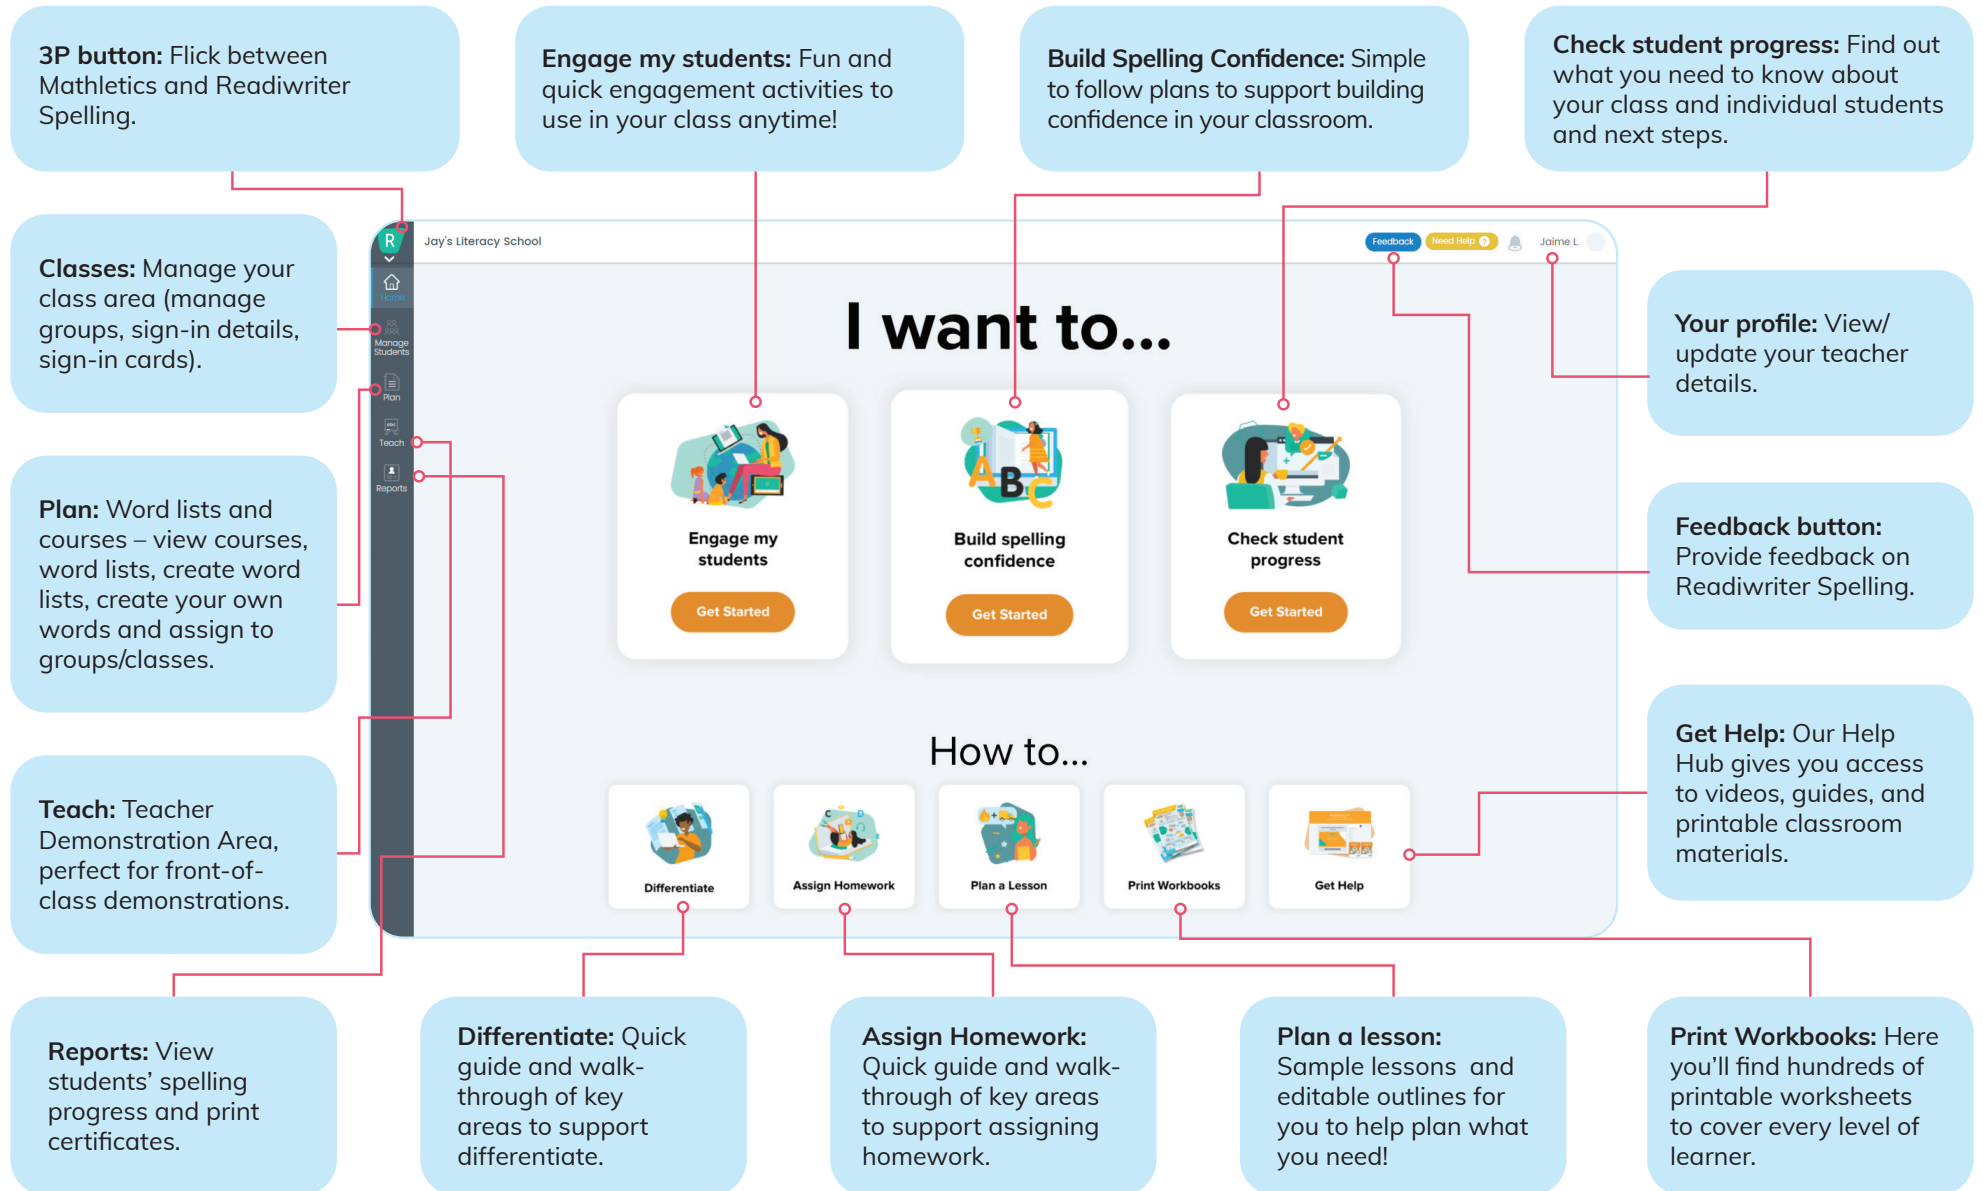 3P button: Flick between
Mathletics and Readiwriter
Spelling.
Engage my students: Fun and
quick engagement activities to
use in your class anytime!
Build Spelling Confidence: Simple
to follow plans to support building
confidence in your classroom.
Check student progress: Find out
what you need to know about
your class and individual students
and next steps.
Classes: Manage your
class area (manage
groups, sign-in details,
sign-in cards).
Plan: Word lists and
courses – view courses,
word lists, create word
lists, create your own
words and assign to
groups/classes.
Teach: Teacher
Demonstration Area,
perfect for front-of-
class demonstrations.
R
Jay's Literacy School
Feedback
Need Help ?
Jaime L.
Home
Manage
Students
Plan
abc
Teach
Reports
I want to...
A
B
C
Engage my
students
Get Started
Build spelling
confidence
Get Started
Check student
progress
Get Started
How to...
Differentiate
C
D
Assign Homework
Plan a Lesson
Print Workbooks
Get Help
Your profile: View/
update your teacher
details.
Feedback button:
Provide feedback on
Readiwriter Spelling.
Get Help: Our Help
Hub gives you access
to videos, guides, and
printable classroom
materials.
Reports: View
students’ spelling
progress and print
certificates.
Differentiate: Quick
guide and walk-
through of key
areas to support
differentiate.
Assign Homework:
Quick guide and walk-
through of key areas
to support assigning
homework.
Plan a lesson:
Sample lessons and
editable outlines for
you to help plan what
you need!
Print Workbooks: Here
you’ll find hundreds of
printable worksheets
to cover every level of
learner.